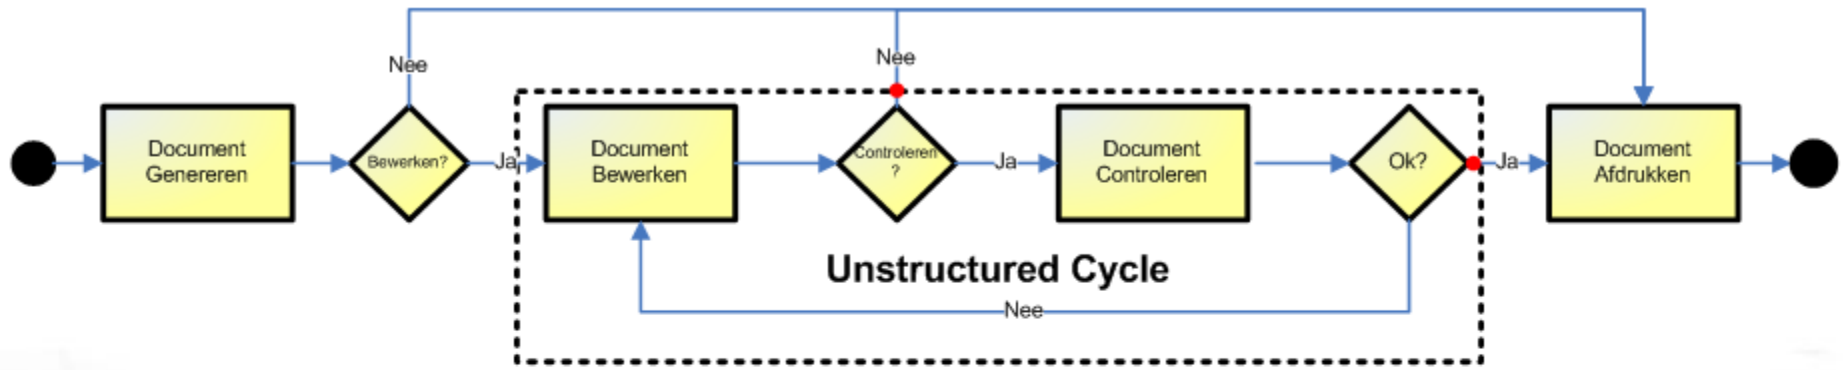 Nee
Nee
Document
Genereren
Bewerken?
Ja
Document
Bewerken
Controleren
?
Ja
Document
Controleren
Ok?
Ja
Document
Afdrukken
Unstructured Cycle
Nee